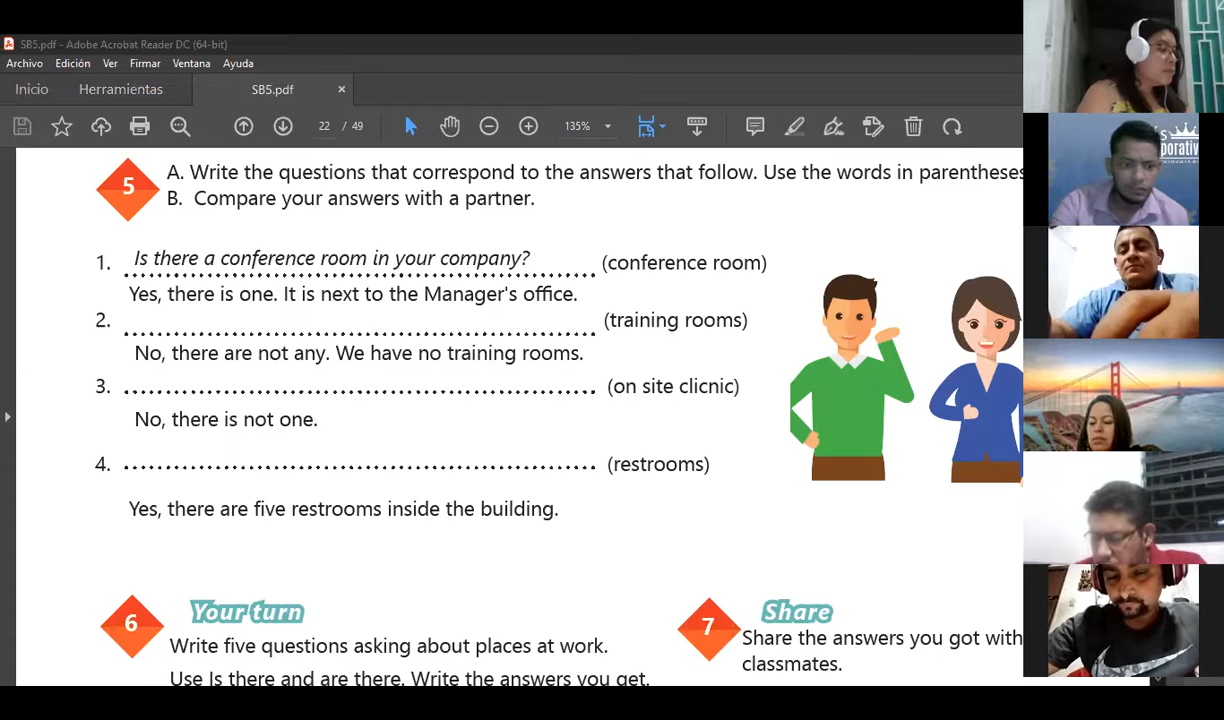 SB5.pdf - Adobe Acrobat Reader DC (64-bit)
Archivo Edición Ver Firmar Ventana Ayuda
Inicio Herramientas SB5.pdf ×
22 / 49 135%
5
A. Write the questions that correspond to the answers that follow. Use the words in parentheses
B. Compare your answers with a partner.
1. Is there a conference room in your company? (conference room)
Yes, there is one. It is next to the Manager's office.
2. (training rooms)
No, there are not any. We have no training rooms.
3. (on site clicnic)
No, there is not one.
4. (restrooms)
Yes, there are five restrooms inside the building.
6 Your turn
Write five questions asking about places at work.
Use Is there and are there. Write the answers you get.
7 Share
Share the answers you got with
classmates.